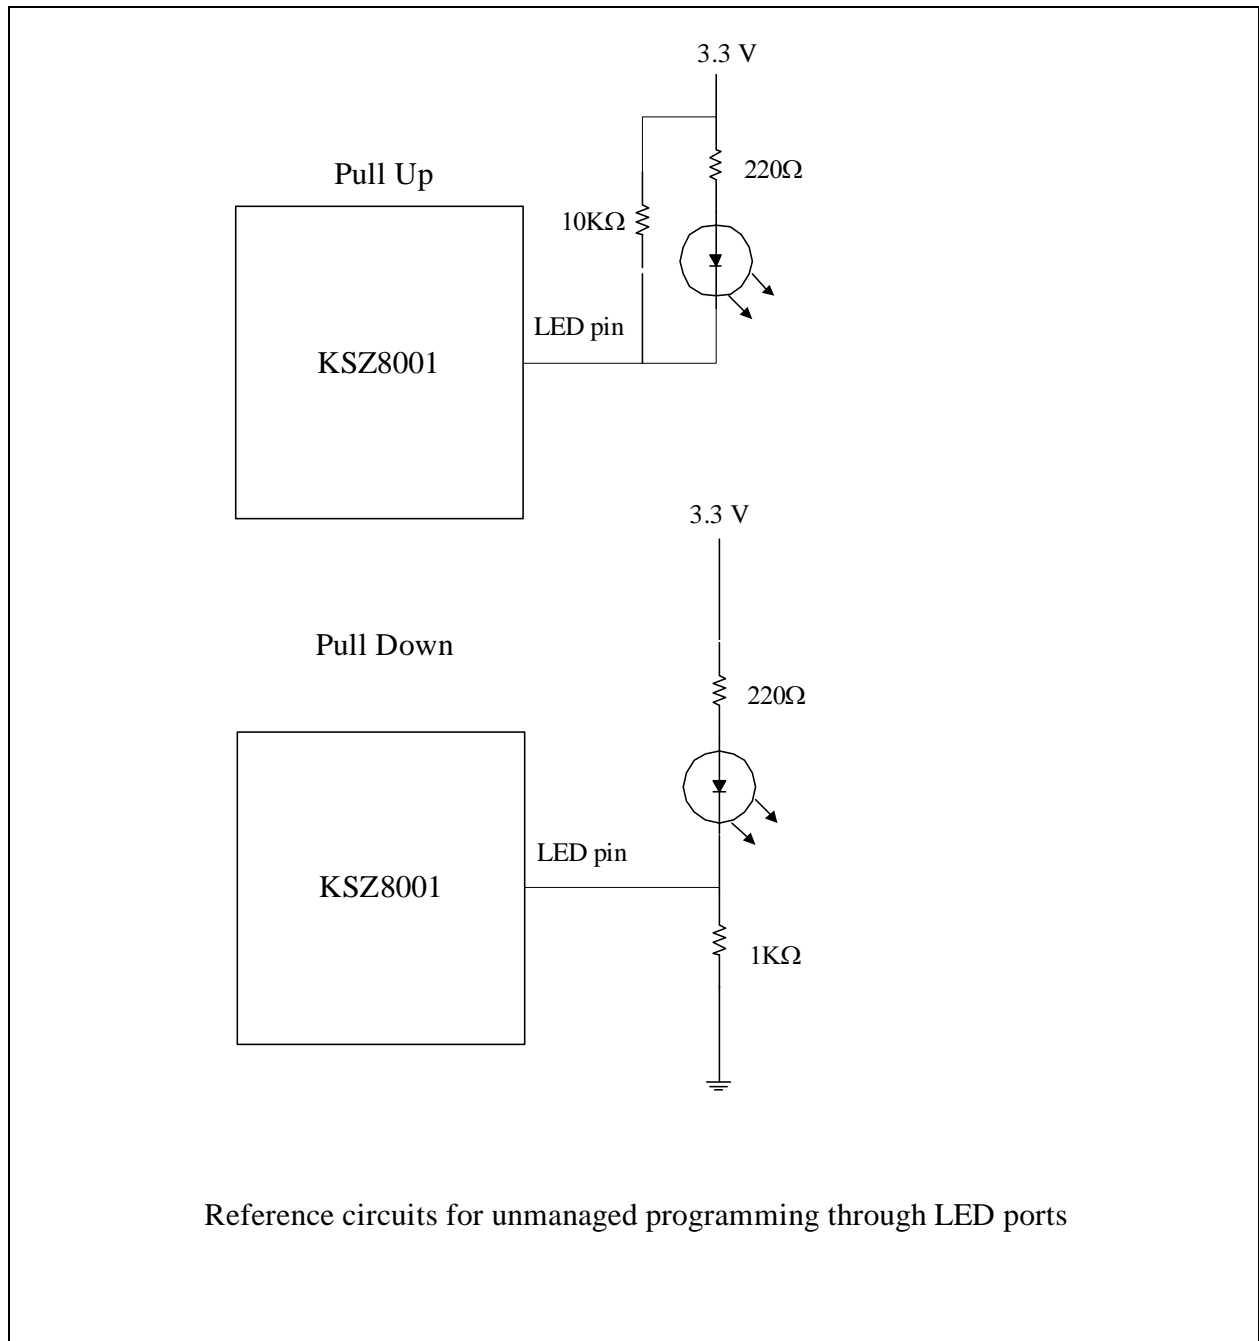 3.3 V
Pull Up
220Ω
10KΩ
LED pin
KSZ8001
3.3 V
Pull Down
220Ω
LED pin
KSZ8001
1KΩ
Reference circuits for unmanaged programming through LED ports